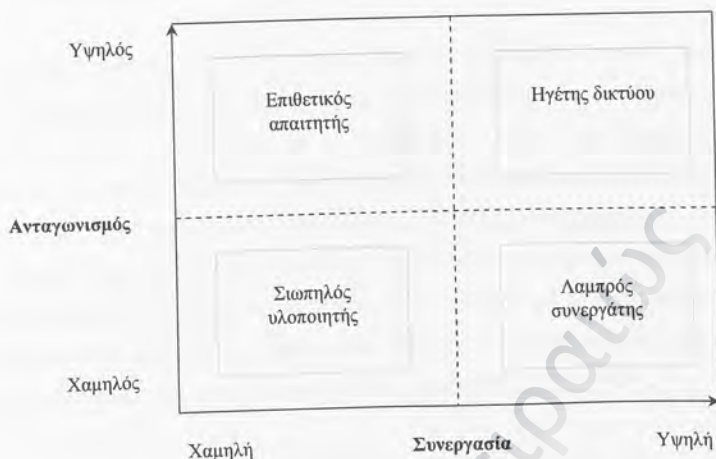 Υψηλός
Επιθετικός
απαιτητής
Ηγέτης δικτύου
Ανταγωνισμός
Σιωπηλός
υλοποιητής
Λαμπρός
συνεργάτης
Χαμηλός
Χαμηλή
Συνεργασία
Υψηλή